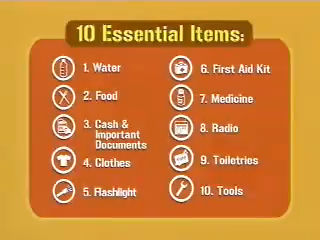 10 Essential Items:
1. Water
2. Food
3. Cash &
Important
Documents
4. Clothes
5. Flashlight
6. First Aid Kit
7. Medicine
8. Radio
9. Toiletries
10. Tools